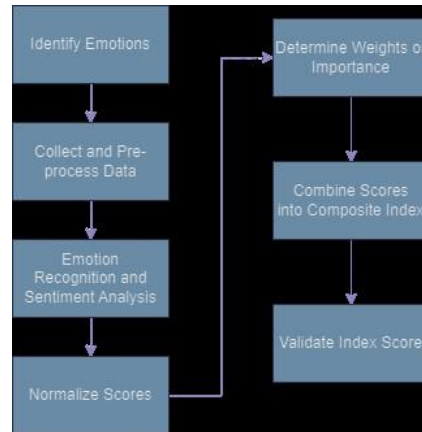 Identify Emotions
Collect and Pre-
process Data
Emotion
Recognition and
Sentiment Analysis
Normalize Scores
Determine Weights or
Importance
Combine Scores
into Composite Index
Validate Index Score